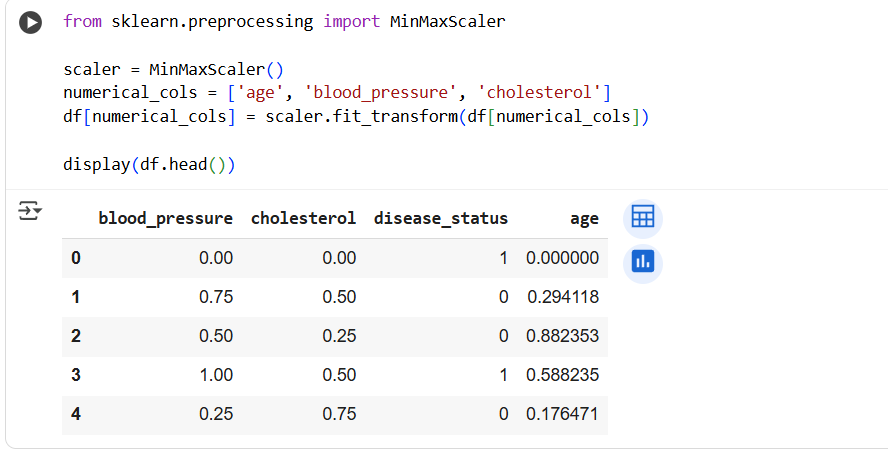 from sklearn.preprocessing import MinMaxScaler
scaler = MinMaxScaler()
numerical_cols = ['age', 'blood_pressure', 'cholesterol']
df[numerical_cols] = scaler.fit_transform(df[numerical_cols])
display(df.head())
blood_pressure cholesterol disease_status age
0 0.00 0.00 1 0.000000
1 0.75 0.50 0 0.294118
2 0.50 0.25 0 0.882353
3 1.00 0.50 1 0.588235
4 0.25 0.75 0 0.176471